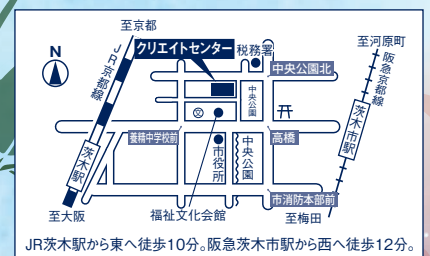 至京都
N
JR京都線
クリエイトセンター
税務署
中央公園北
至河原町
阪急京都線
中央公園
文
養精中学校前
高橋
茨木市駅
茨木駅
市役所
中央公園
市消防本部前
至大阪
福祉文化会館
至梅田
JR茨木駅から東へ徒歩10分。阪急茨木市駅から西へ徒歩12分。